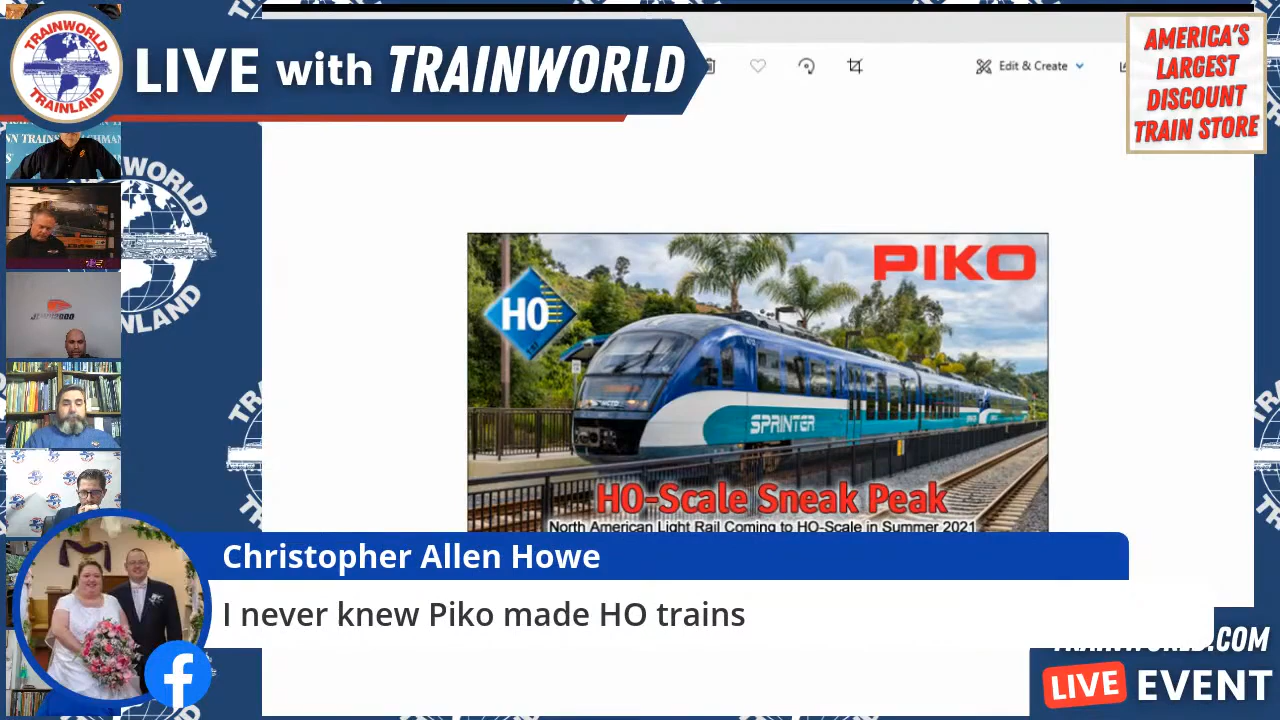 TRAINWORLD
TRAINLAND
LIVE with TRAINWORLD
Edit & Create
AMERICA'S
LARGEST
DISCOUNT
TRAIN STORE
PIKO
HO
SPRINTER
HO-Scale Sneak Peak
North American Light Rail Coming to HO-Scale in Summer 2021
Christopher Allen Howe
I never knew Piko made HO trains
TRAINWORLD.COM
LIVE EVENT